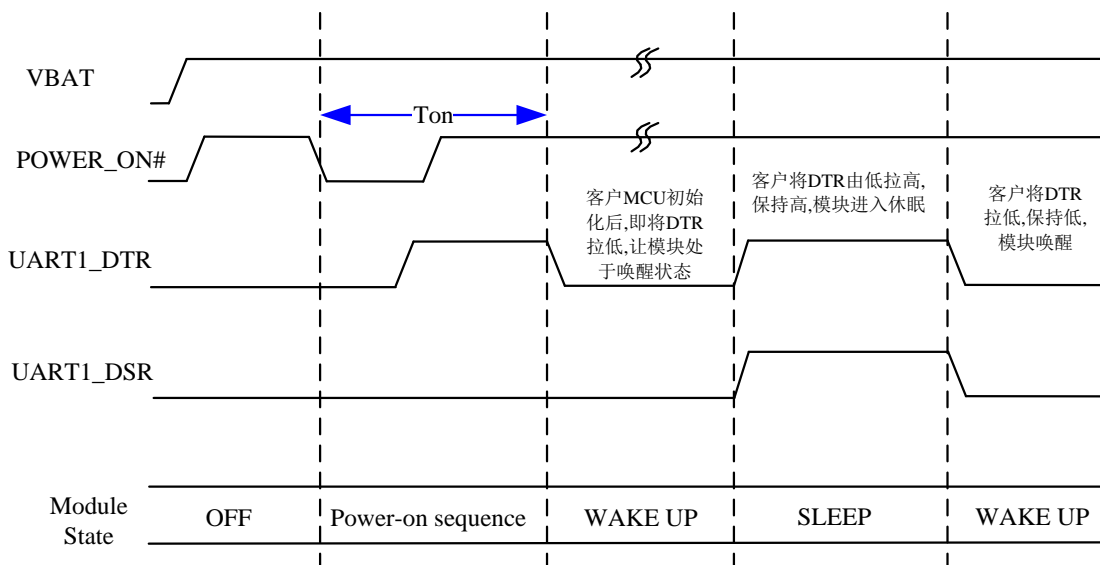 VBAT
Ton
POWER_ON#
客户MCU初始
化后,即将DTR
拉低,让模块处
于唤醒状态
客户将DTR由低拉高,
保持高,模块进入休眠
客户将DTR
拉低,保持低,
模块唤醒
UART1_DTR
UART1_DSR
Module
State
OFF
Power-on sequence
WAKE UP
SLEEP
WAKE UP